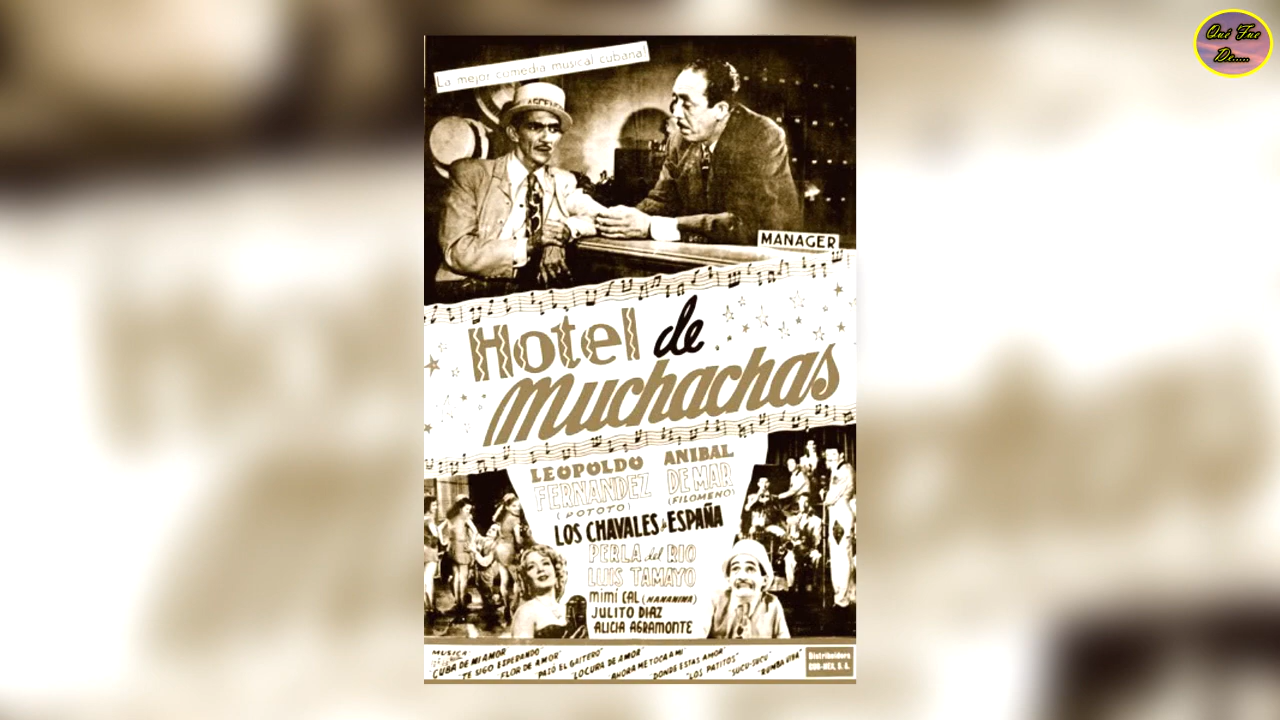 Qué Fue
De.....
La mejor comedia musical cubana!
MANAGER
Hotel de
Muchachas
LEOPOLDO
FERNANDEZ
(POTOTO)
ANIBAL
DE MAR
(FILOMENO)
LOS CHAVALES de ESPAÑA
PERLA del RIO
LUIS TAMAYO
mimi CAL (NANANINA)
JULITO DIAZ
ALICIA AGRAMONTE
MUSICA
"CUBA DE MI AMOR
"TE SIGO ESPERANDO"
"FLOR DE AMOR"
PASÓ EL GAITERO"
"LOCURA DE AMOR"
AHORA ME TOCA A MI
"DONDE ESTAS AMOR"
"LOS PATITOS"
"SUCU-SUCU"
"RUMBA VIVA"
Distribuidora